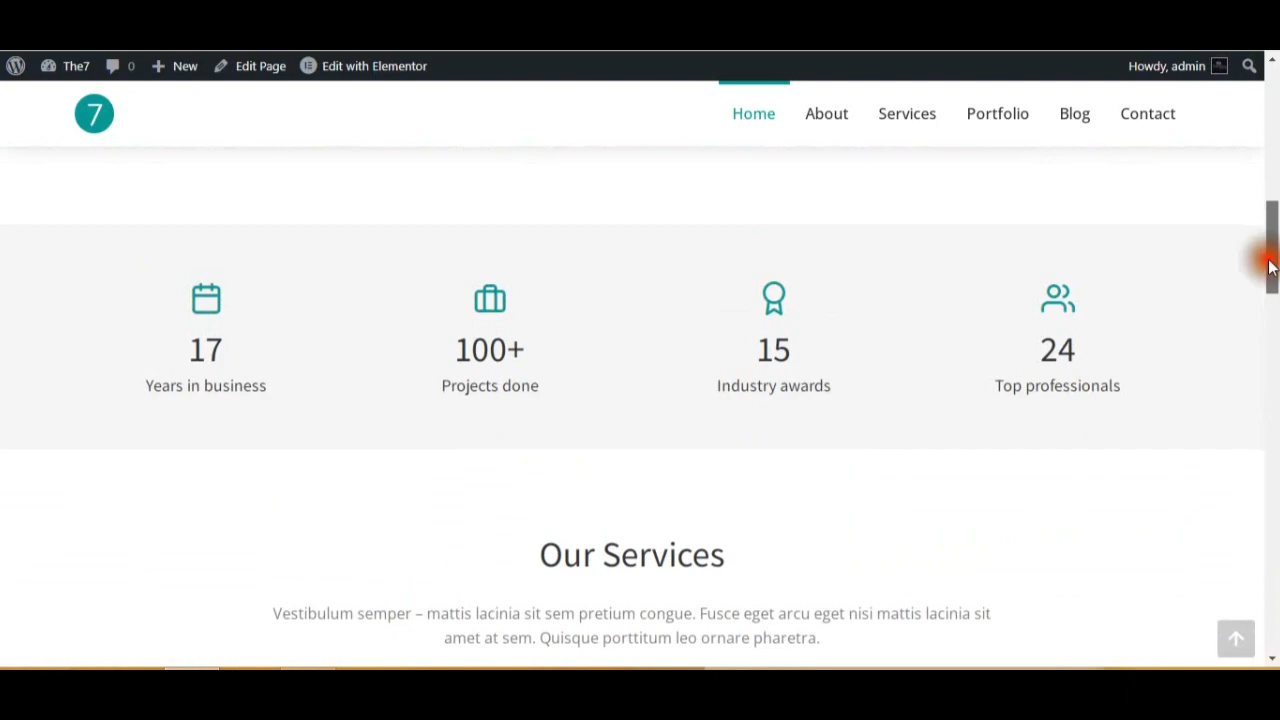 The7 0 New Edit Page Edit with Elementor Howdy, admin
7 Home About Services Portfolio Blog Contact
17 100+ 15 24
Years in business Projects done Industry awards Top professionals
Our Services
Vestibulum semper – mattis lacinia sit sem pretium congue. Fusce eget arcu eget nisi mattis lacinia sit
amet at sem. Quisque porttitum leo ornare pharetra.